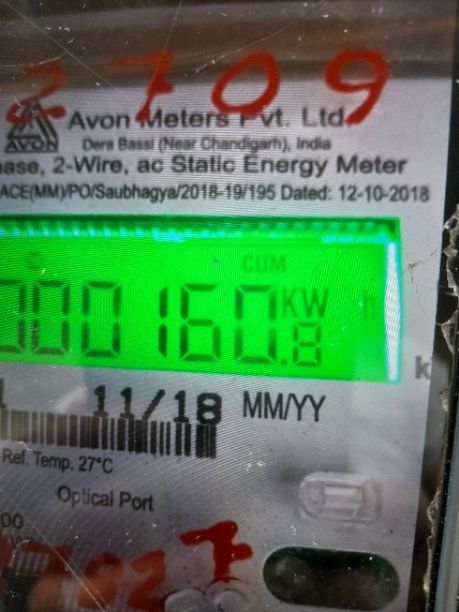 2709
AVON
Avon Meters Pvt. Ltd.
Dera Bassi (Near Chandigarh), India
2-Wire, ac Static Energy Meter
ACE(MM)/PO/Saubhagya/2018-19/195 Dated: 12-10-2018
CUM
000160.8 KW h
k
11/18 MM/YY
Ref. Temp. 27°C
Optical Port
00